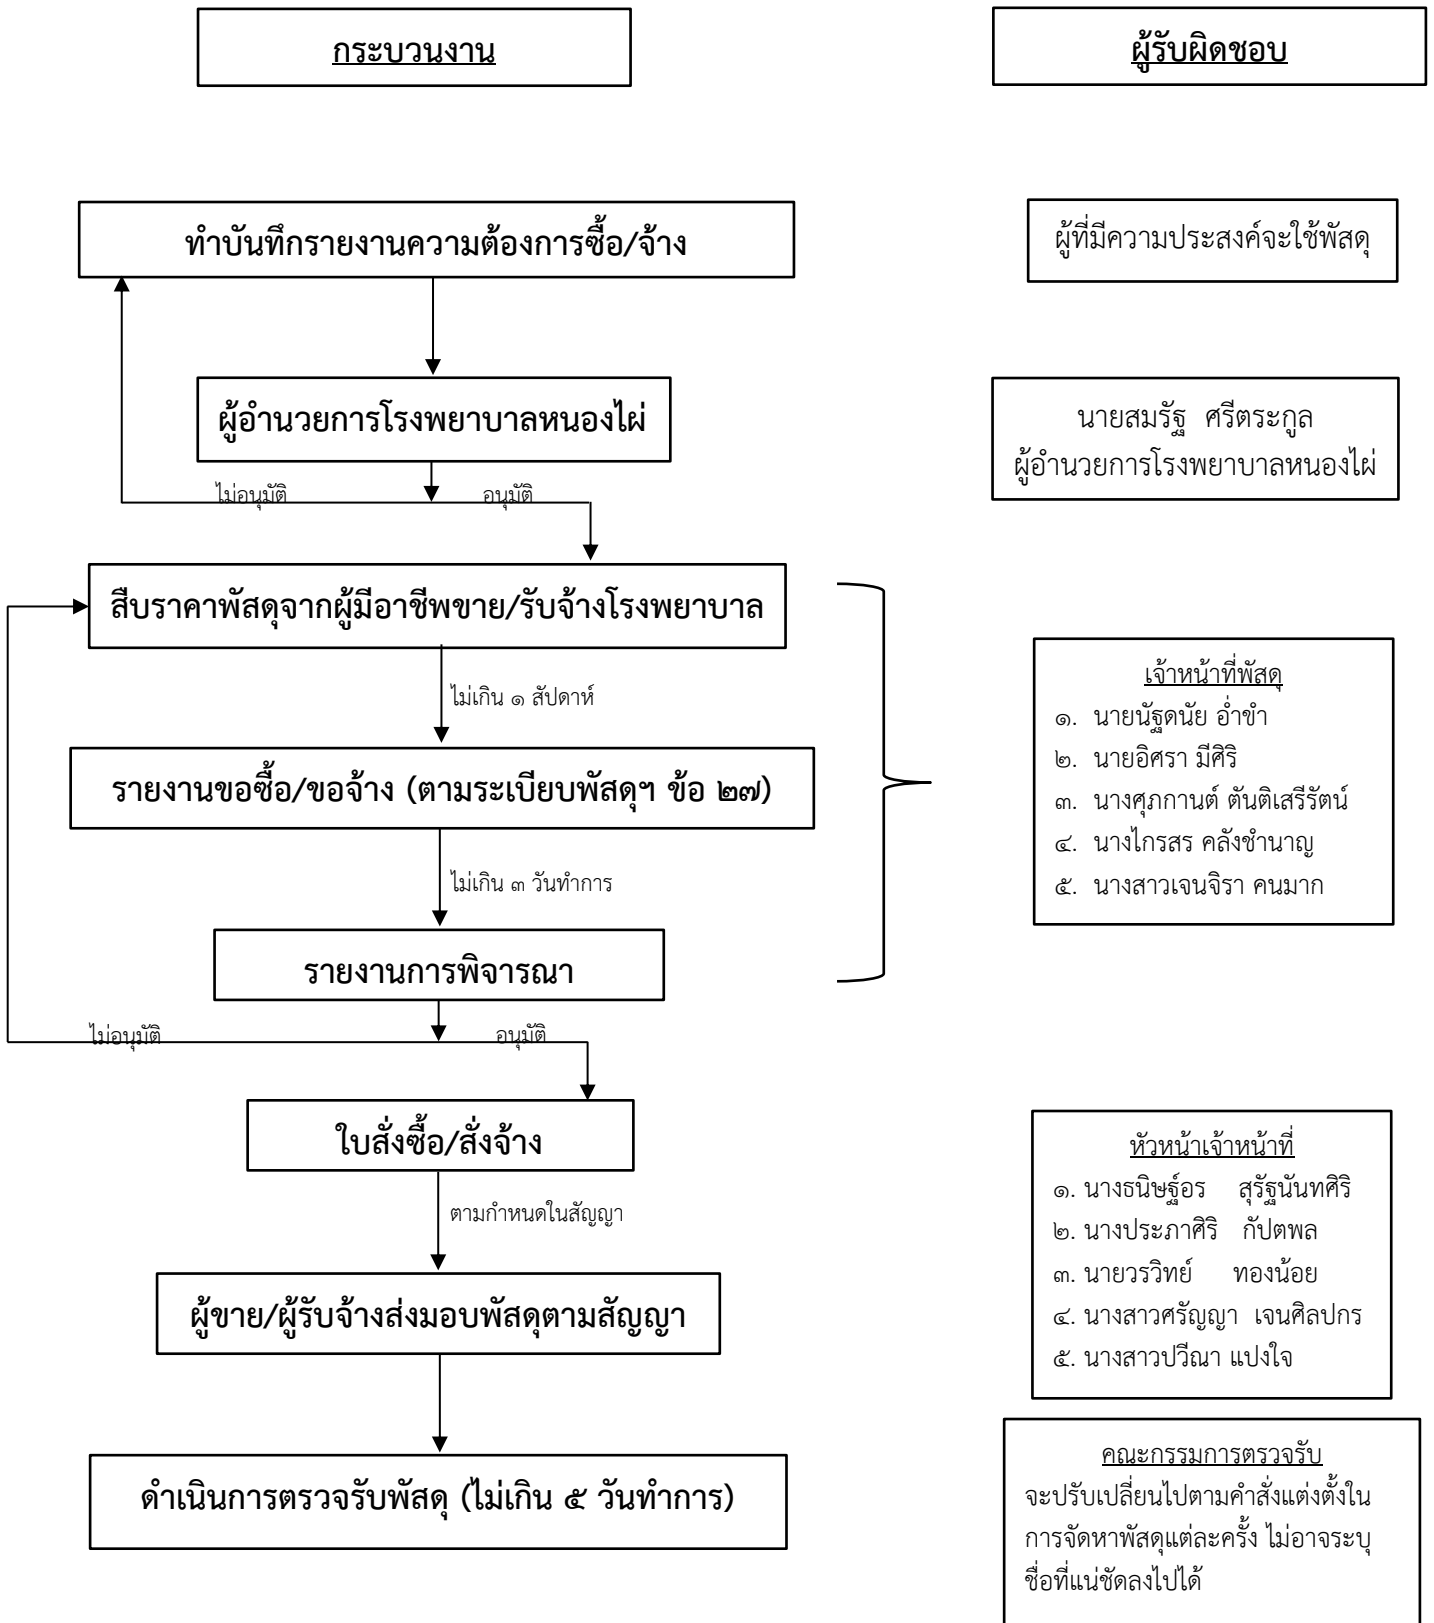 กระบวนงาน
ผู้รับผิดชอบ
ทำบันทึกรายงานความต้องการซื้อ/จ้าง
ผู้ที่มีความประสงค์จะใช้พัสดุ
ผู้อำนวยการโรงพยาบาลหนองไผ่
นายสมรัฐ ศรีตระกูล
ผู้อำนวยการโรงพยาบาลหนองไผ่
ไม่อนุมัติ
อนุมัติ
สืบราคาพัสดุจากผู้มีอาชีพขาย/รับจ้างโรงพยาบาล
ไม่เกิน ๑ สัปดาห์
รายงานขอซื้อ/ขอจ้าง (ตามระเบียบพัสดุฯ ข้อ ๒๗)
ไม่เกิน ๓ วันทำการ
รายงานการพิจารณา
เจ้าหน้าที่พัสดุ
๑. นายนัฐดนัย อ่ำขำ
๒. นายอิศรา มีศิริ
๓. นางศุภกานต์ ตันติเสรีรัตน์
๔. นางไกรสร คลังชำนาญ
๕. นางสาวเจนจิรา คนมาก
ไม่อนุมัติ
อนุมัติ
ใบสั่งซื้อ/สั่งจ้าง
ตามกำหนดในสัญญา
ผู้ขาย/ผู้รับจ้างส่งมอบพัสดุตามสัญญา
หัวหน้าเจ้าหน้าที่
๑. นางธนิษฐ์อร สุรัฐนันทศิริ
๒. นางประภาศิริ กัปตพล
๓. นายวรวิทย์ ทองน้อย
๔. นางสาวศรัญญา เจนศิลปกร
๕. นางสาวปวีณา แปงใจ
ดำเนินการตรวจรับพัสดุ (ไม่เกิน ๕ วันทำการ)
คณะกรรมการตรวจรับ
จะปรับเปลี่ยนไปตามคำสั่งแต่งตั้งใน
การจัดหาพัสดุแต่ละครั้ง ไม่อาจระบุ
ชื่อที่แน่ชัดลงไปได้